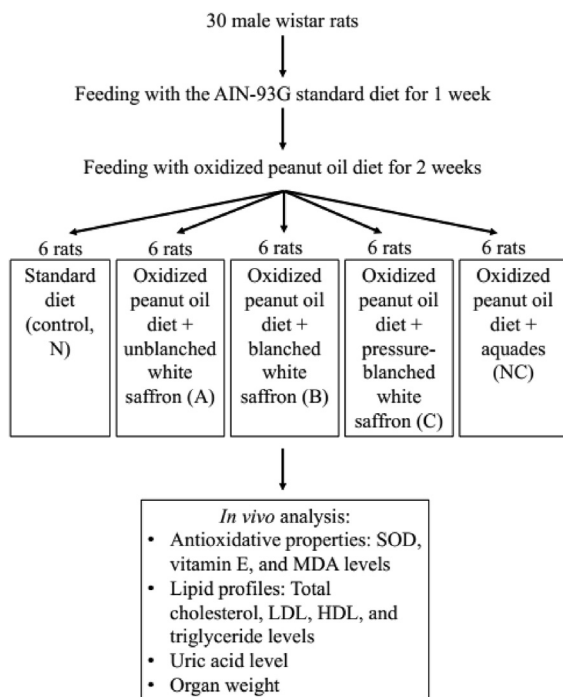 30 male wistar rats
Feeding with the AIN-93G standard diet for 1 week
Feeding with oxidized peanut oil diet for 2 weeks
6 rats
Standard
diet
(control,
N)
6 rats
Oxidized
peanut oil
diet +
unblanched
white
saffron (A)
6 rats
Oxidized
peanut oil
diet +
blanched
white
saffron (B)
6 rats
Oxidized
peanut oil
diet +
pressure-
blanched
white
saffron (C)
6 rats
Oxidized
peanut oil
diet +
aquades
(NC)
In vivo analysis:
• Antioxidative properties: SOD,
vitamin E, and MDA levels
• Lipid profiles: Total
cholesterol, LDL, HDL, and
triglyceride levels
• Uric acid level
• Organ weight